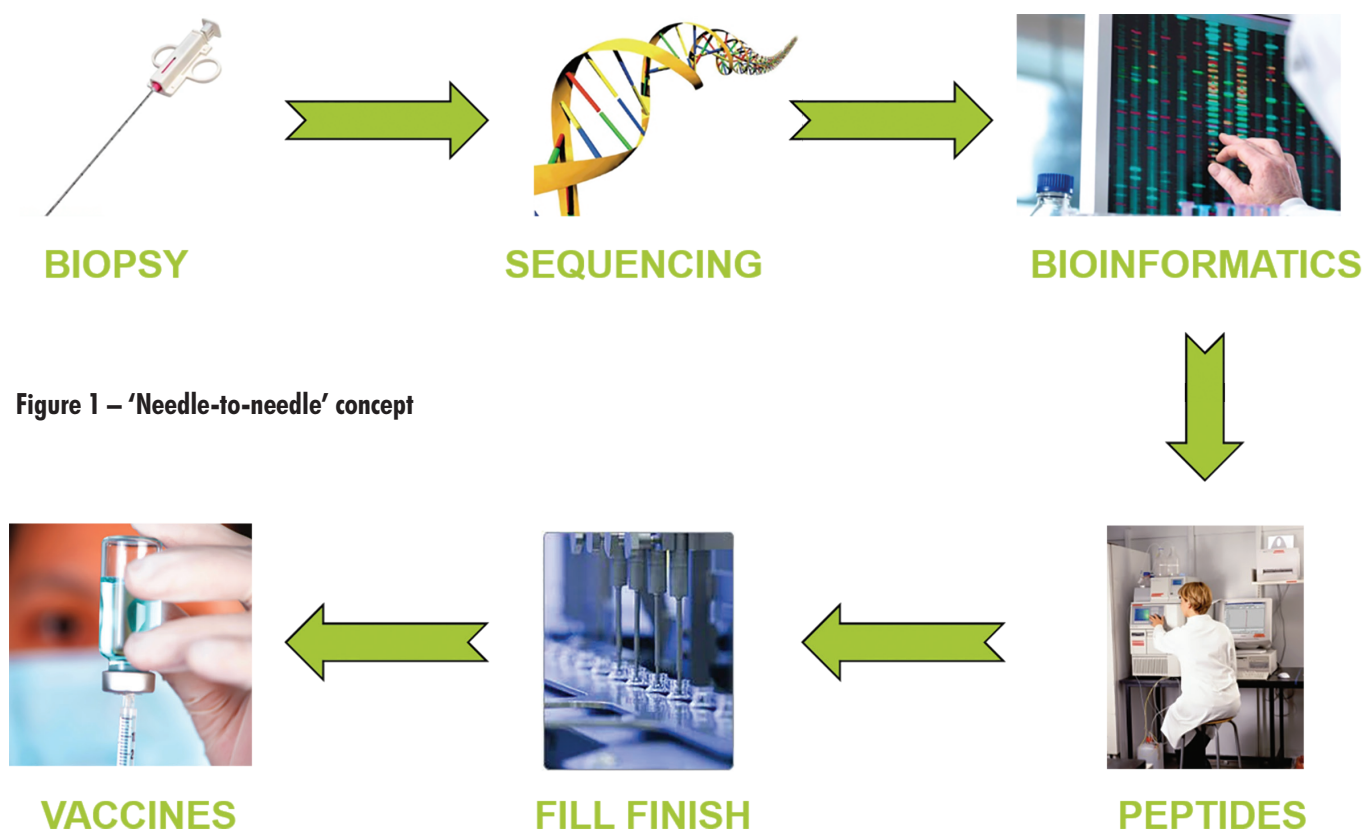 BIOPSY
SEQUENCING
BIOINFORMATICS
Figure 1 – ‘Needle-to-needle’ concept
VACCINES
FILL FINISH
PEPTIDES